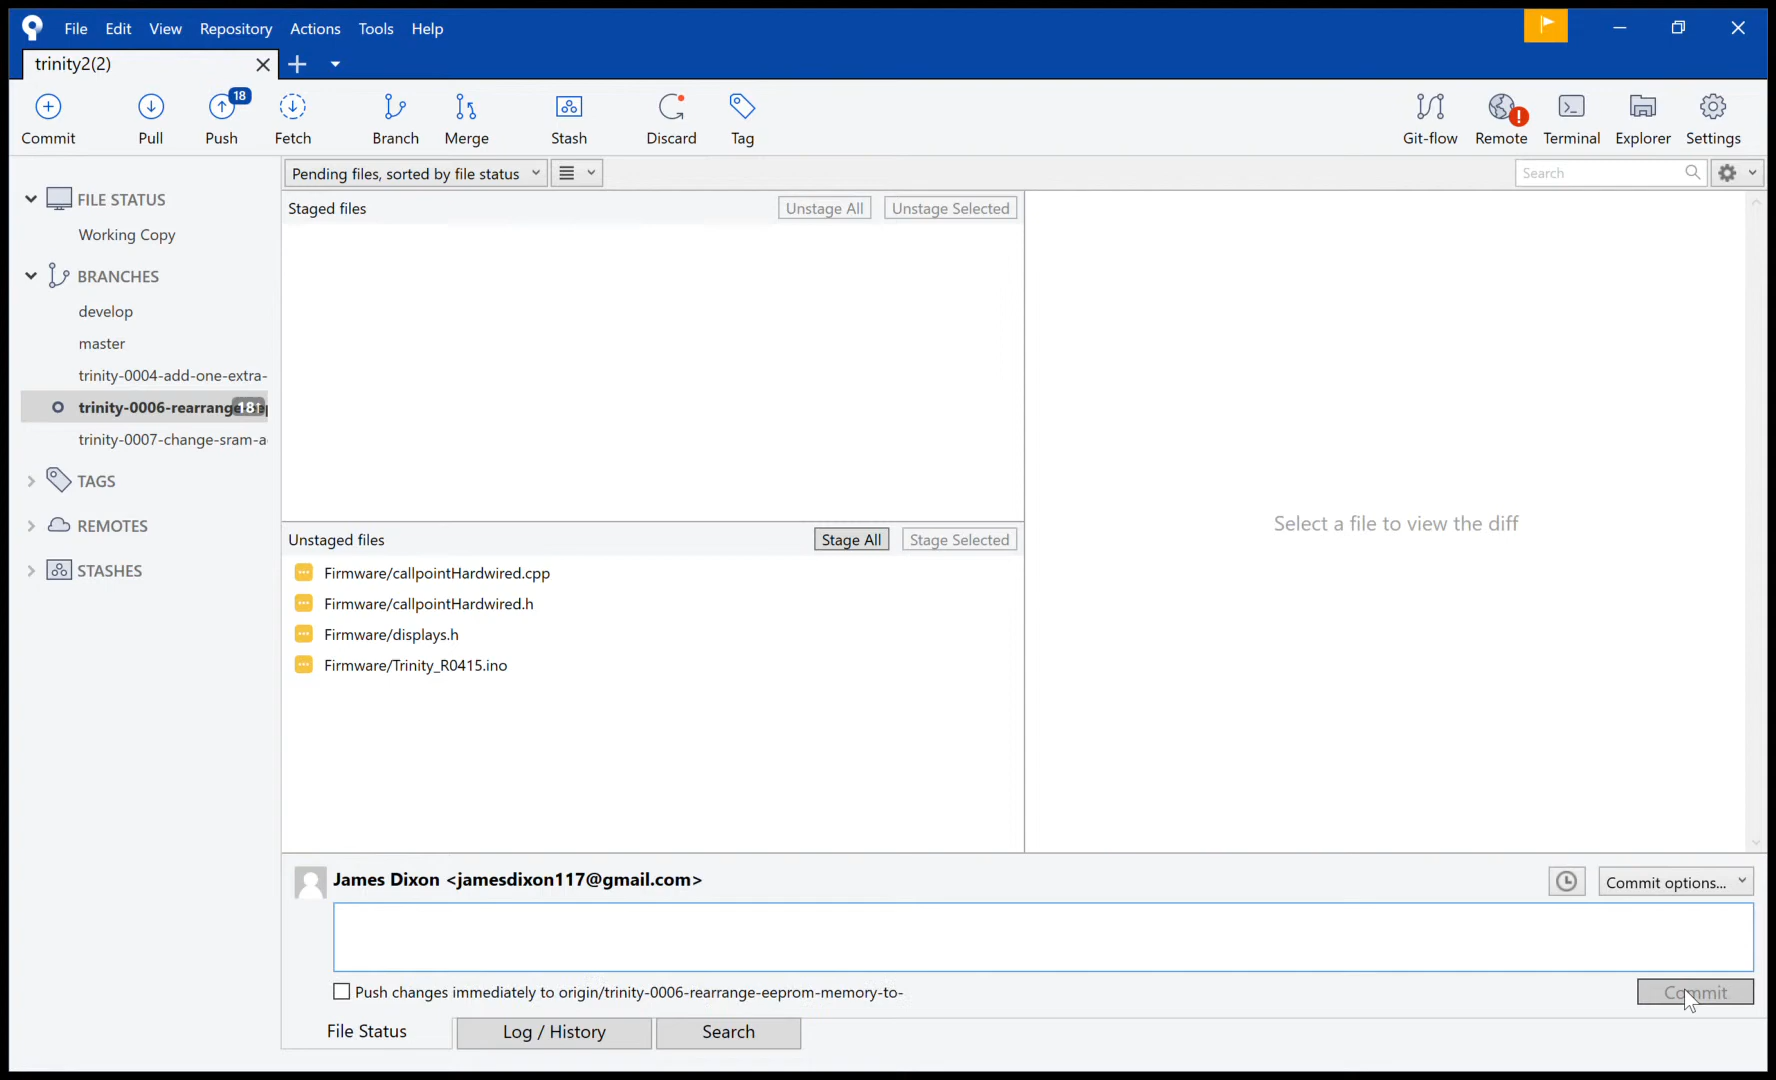 File Edit View Repository Actions Tools Help
trinity2(2)
18
Commit Pull Push Fetch Branch Merge Stash Discard Tag Git-flow Remote Terminal Explorer Settings
Pending files, sorted by file status
Search
FILE STATUS
Working Copy
BRANCHES
develop
master
trinity-0004-add-one-extra-
trinity-0006-rearrange 18↑
trinity-0007-change-sram-a
TAGS
REMOTES
STASHES
Staged files Unstage All Unstage Selected
Unstaged files Stage All Stage Selected
Firmware/callpointHardwired.cpp
Firmware/callpointHardwired.h
Firmware/displays.h
Firmware/Trinity_R0415.ino
Select a file to view the diff
James Dixon <jamesdixon117@gmail.com> Commit options...
Push changes immediately to origin/trinity-0006-rearrange-eeprom-memory-to- Commit
File Status Log / History Search